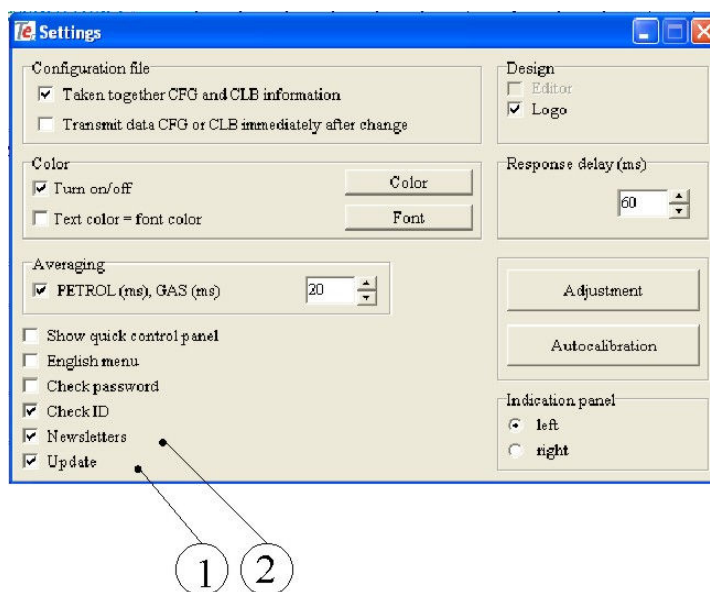 Te Settings
Configuration file
Taken together CFG and CLB information
Transmit data CFG or CLB immediately after change
Design
Editor
Logo
Color
Turn on/off
Color
Text color = font color
Font
Response delay (ms)
60
Averaging
PETROL (ms), GAS (ms)
20
Adjustment
Autocalibration
Show quick control panel
English menu
Check password
Check ID
Newsletters
Update
Indication panel
left
right
1 2